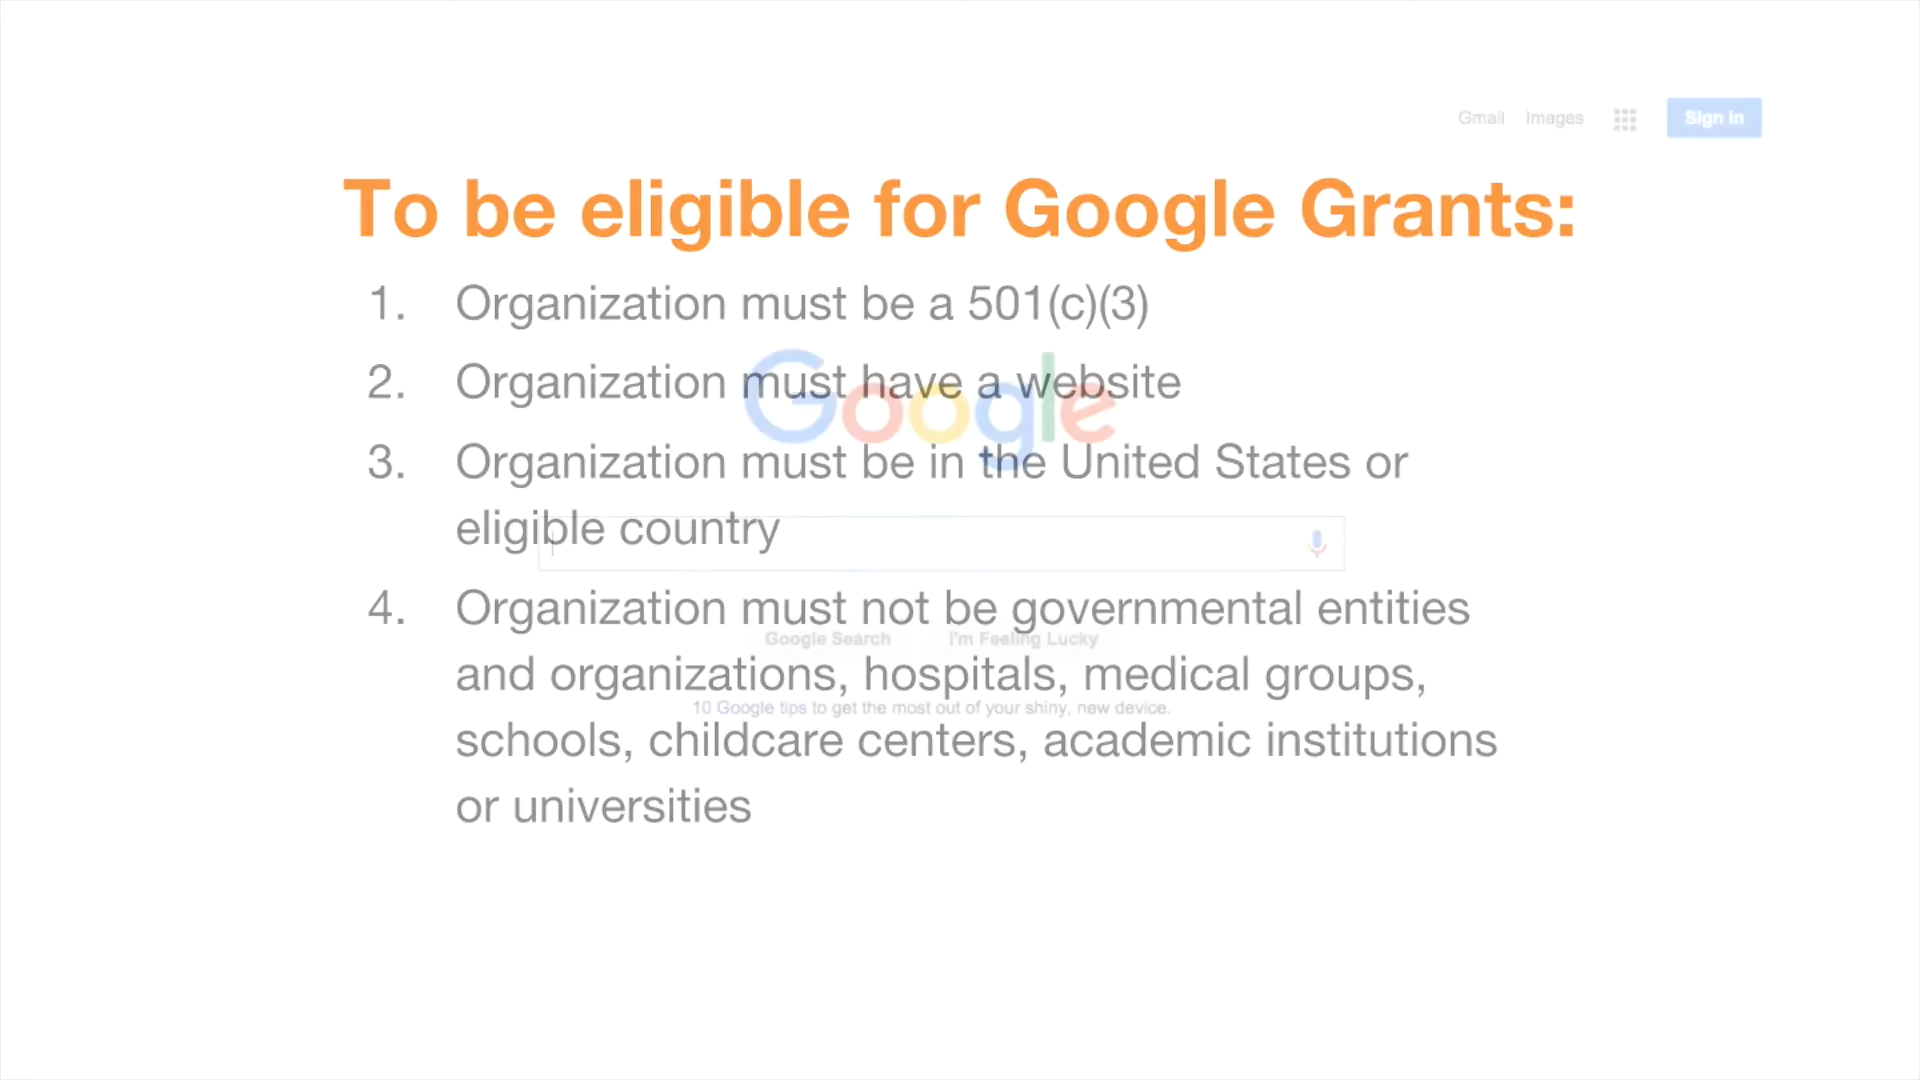 Gmail Images Sign in
To be eligible for Google Grants:
1. Organization must be a 501(c)(3)
Google
2. Organization must have a website
3. Organization must be in the United States or
eligible country
4. Organization must not be governmental entities
Google Search I'm Feeling Lucky
and organizations, hospitals, medical groups,
10 Google tips to get the most out of your shiny, new device.
schools, childcare centers, academic institutions
or universities